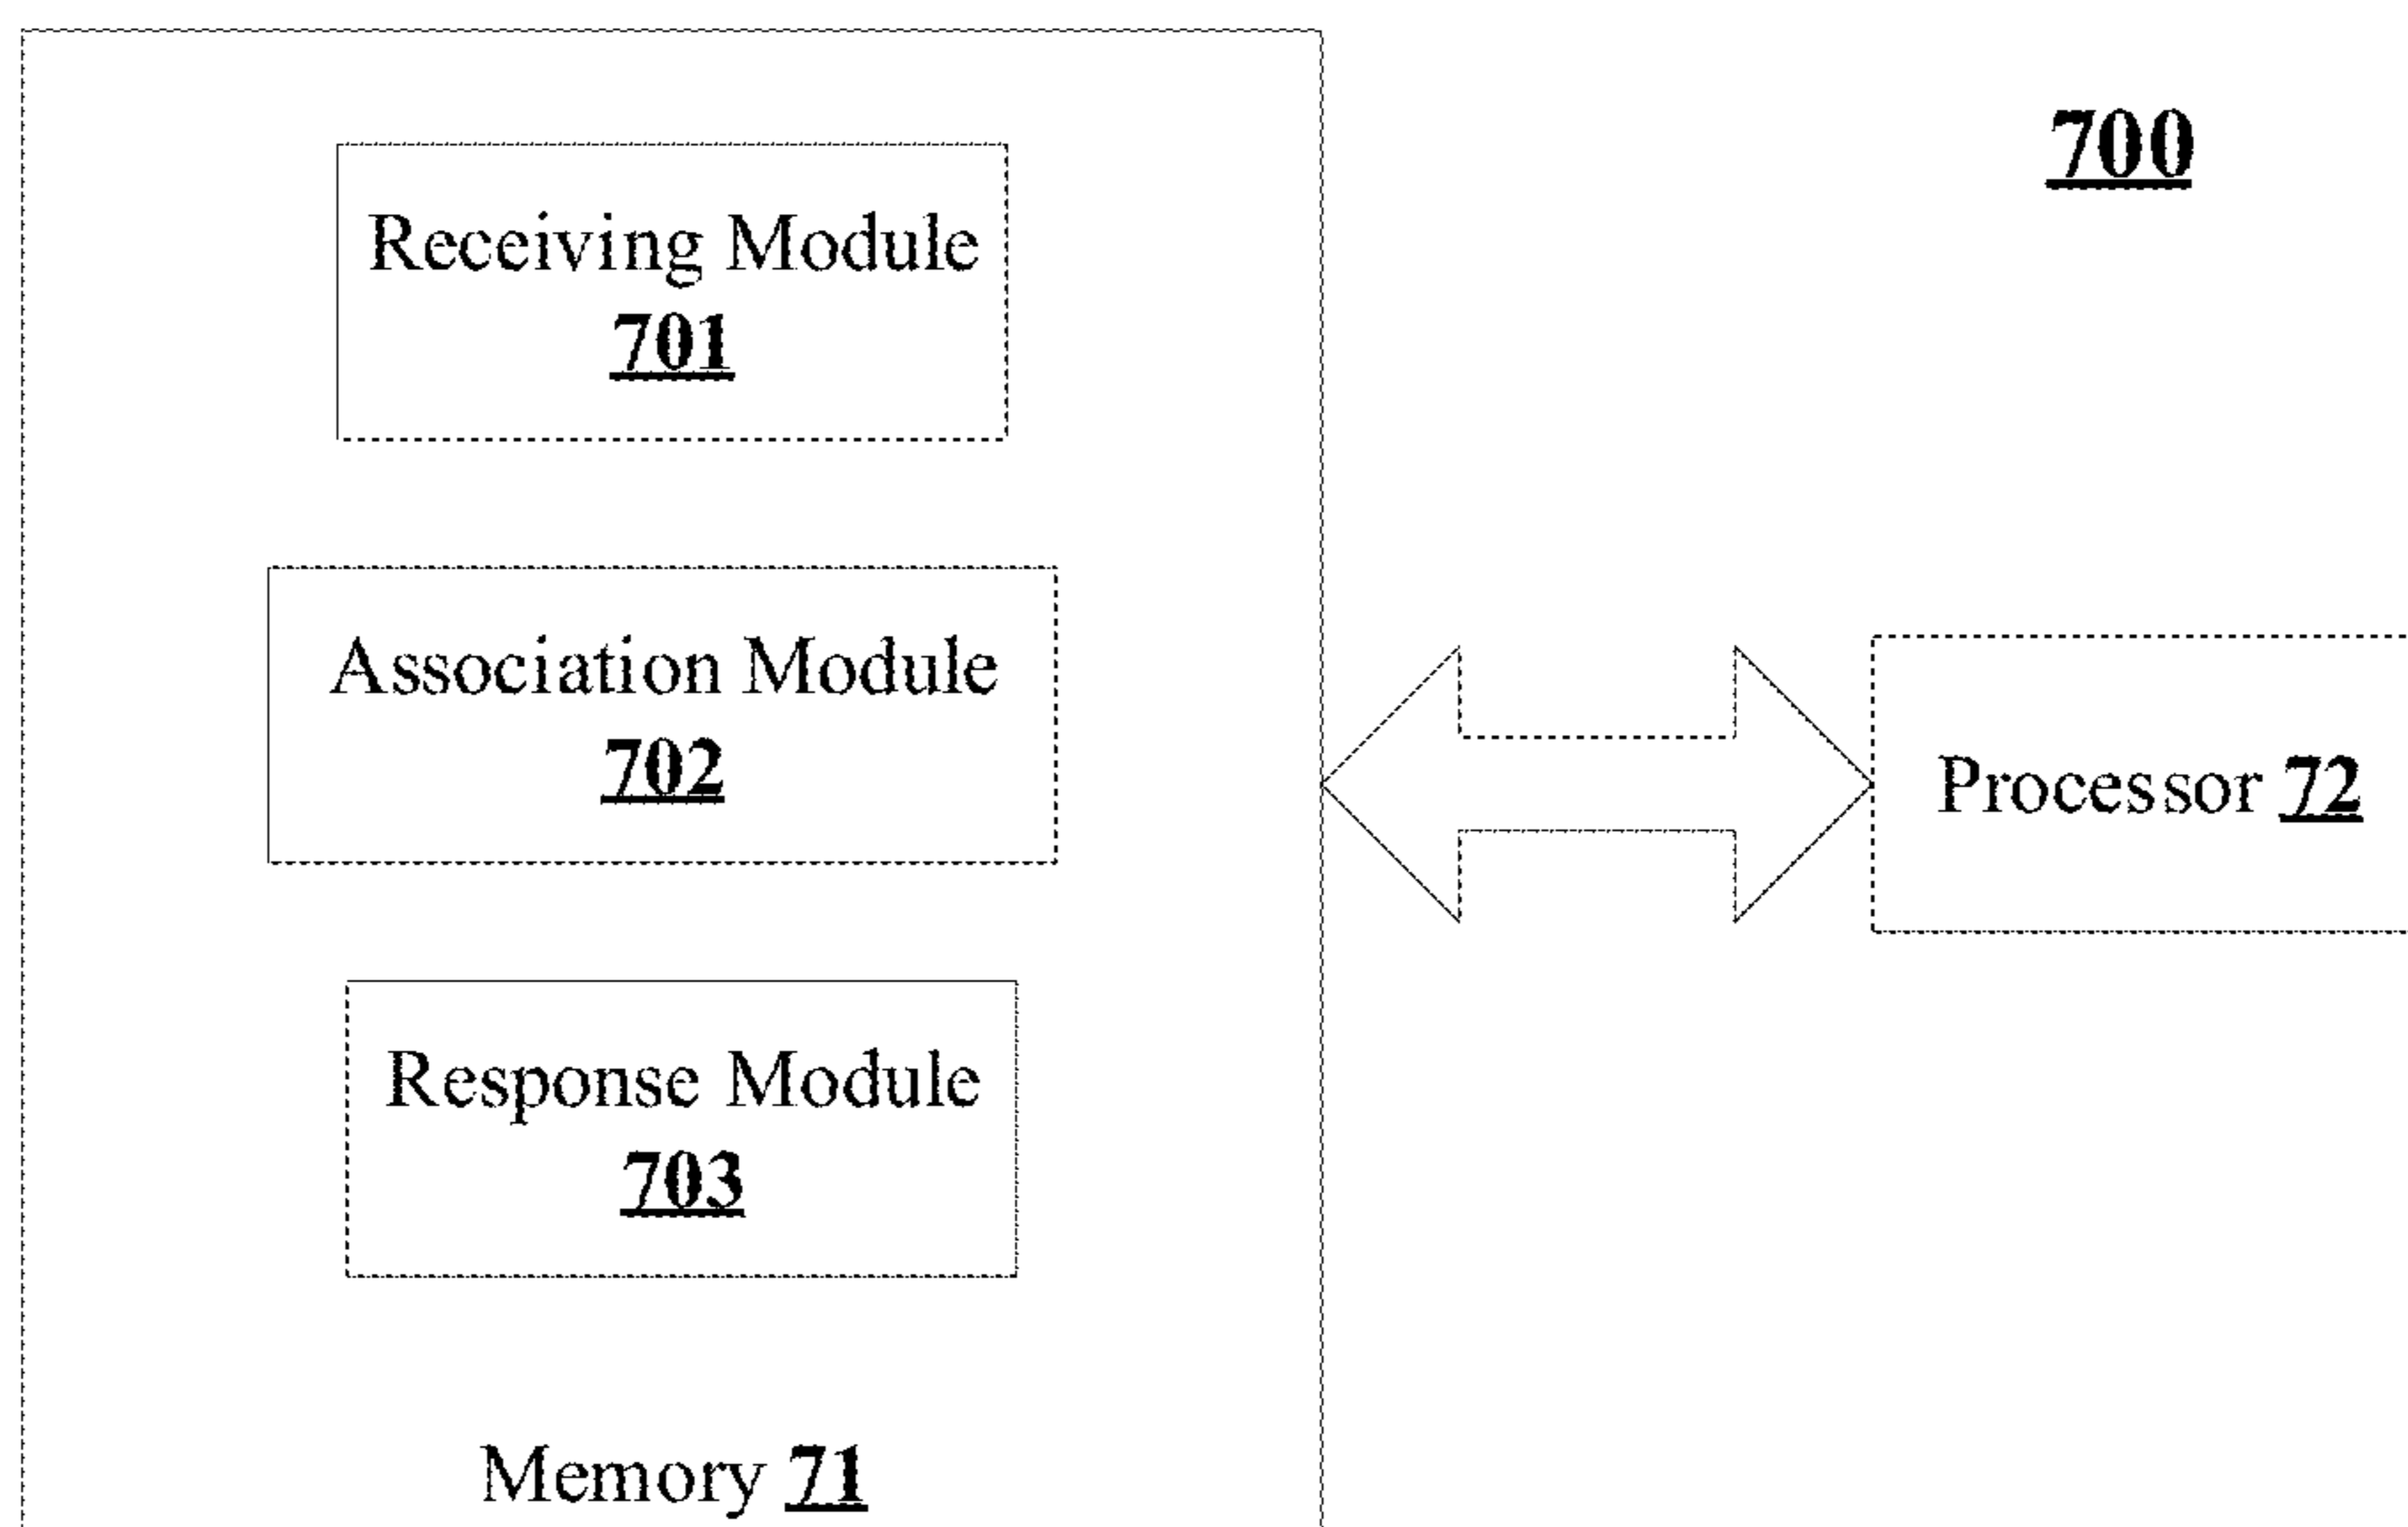 700
Receiving Module
701
Association Module
702
Processor 72
Response Module
703
Memory 71